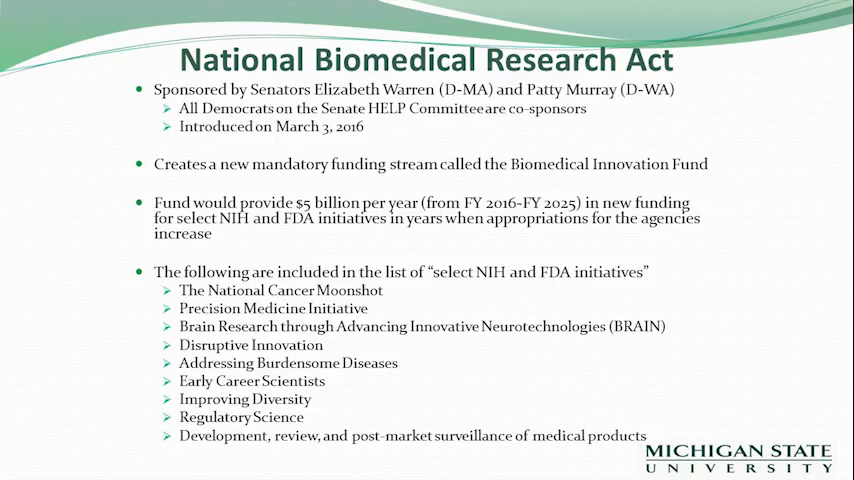 National Biomedical Research Act
• Sponsored by Senators Elizabeth Warren (D-MA) and Patty Murray (D-WA)
➢ All Democrats on the Senate HELP Committee are co-sponsors
➢ Introduced on March 3, 2016
• Creates a new mandatory funding stream called the Biomedical Innovation Fund
• Fund would provide $5 billion per year (from FY 2016-FY 2025) in new funding
for select NIH and FDA initiatives in years when appropriations for the agencies
increase
• The following are included in the list of “select NIH and FDA initiatives”
➢ The National Cancer Moonshot
➢ Precision Medicine Initiative
➢ Brain Research through Advancing Innovative Neurotechnologies (BRAIN)
➢ Disruptive Innovation
➢ Addressing Burdensome Diseases
➢ Early Career Scientists
➢ Improving Diversity
➢ Regulatory Science
➢ Development, review, and post-market surveillance of medical products
MICHIGAN STATE
UNIVERSITY